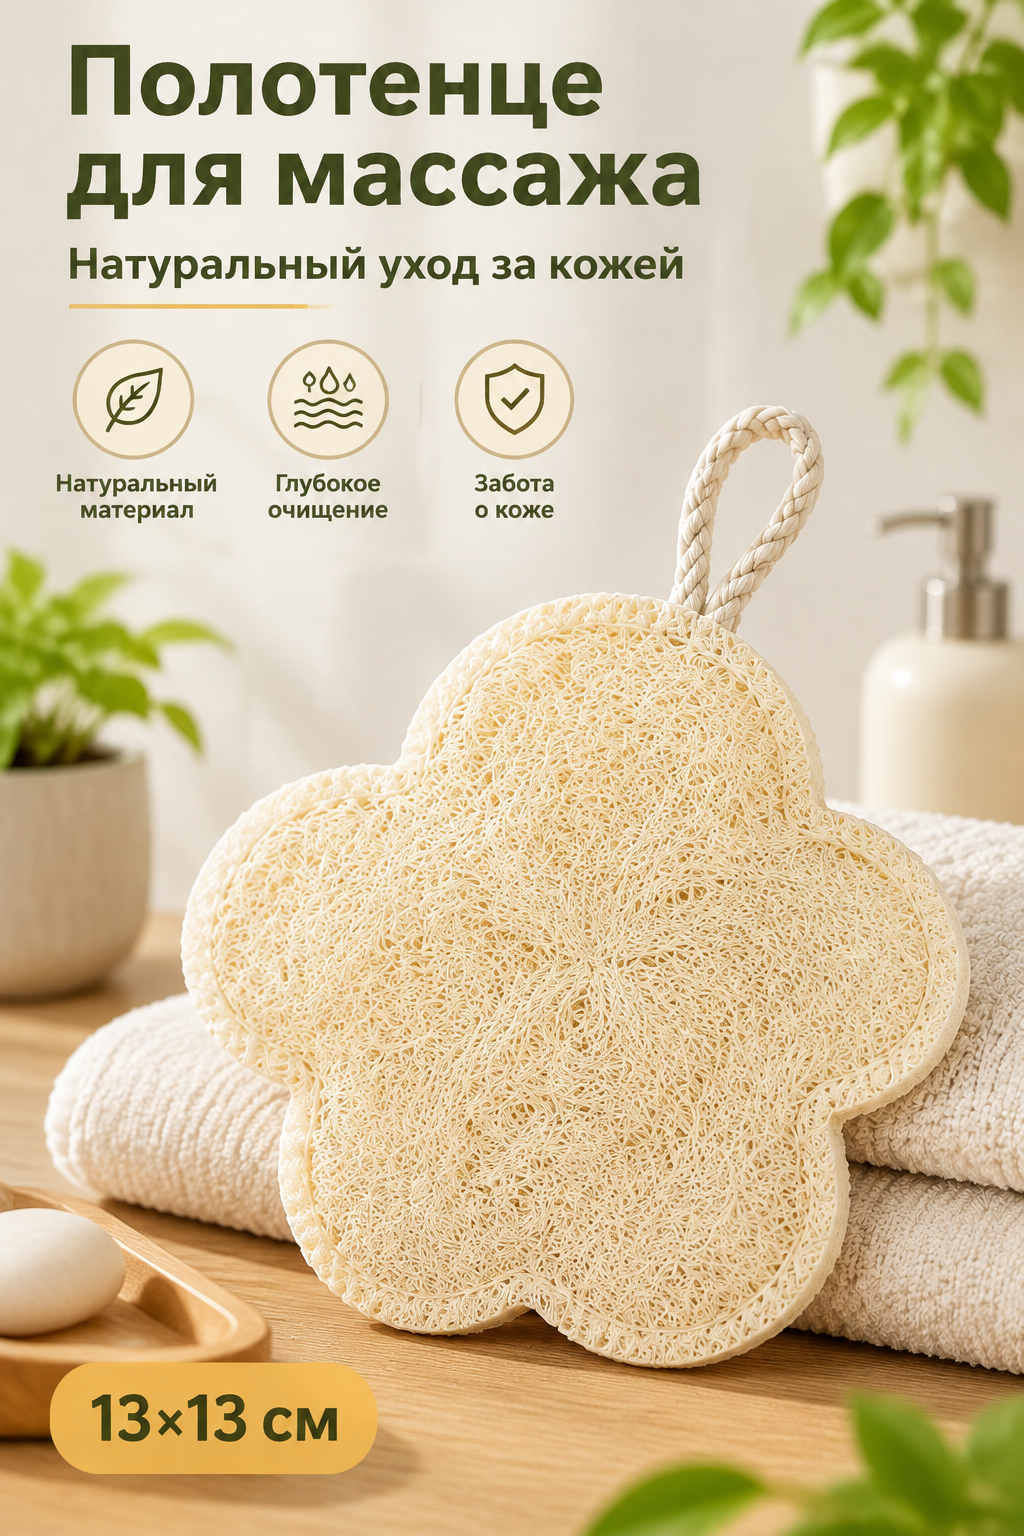 Полотенце
для массажа
Натуральный уход за кожей
Натуральный
материал
Глубокое
очищение
Забота
о коже
13×13 см